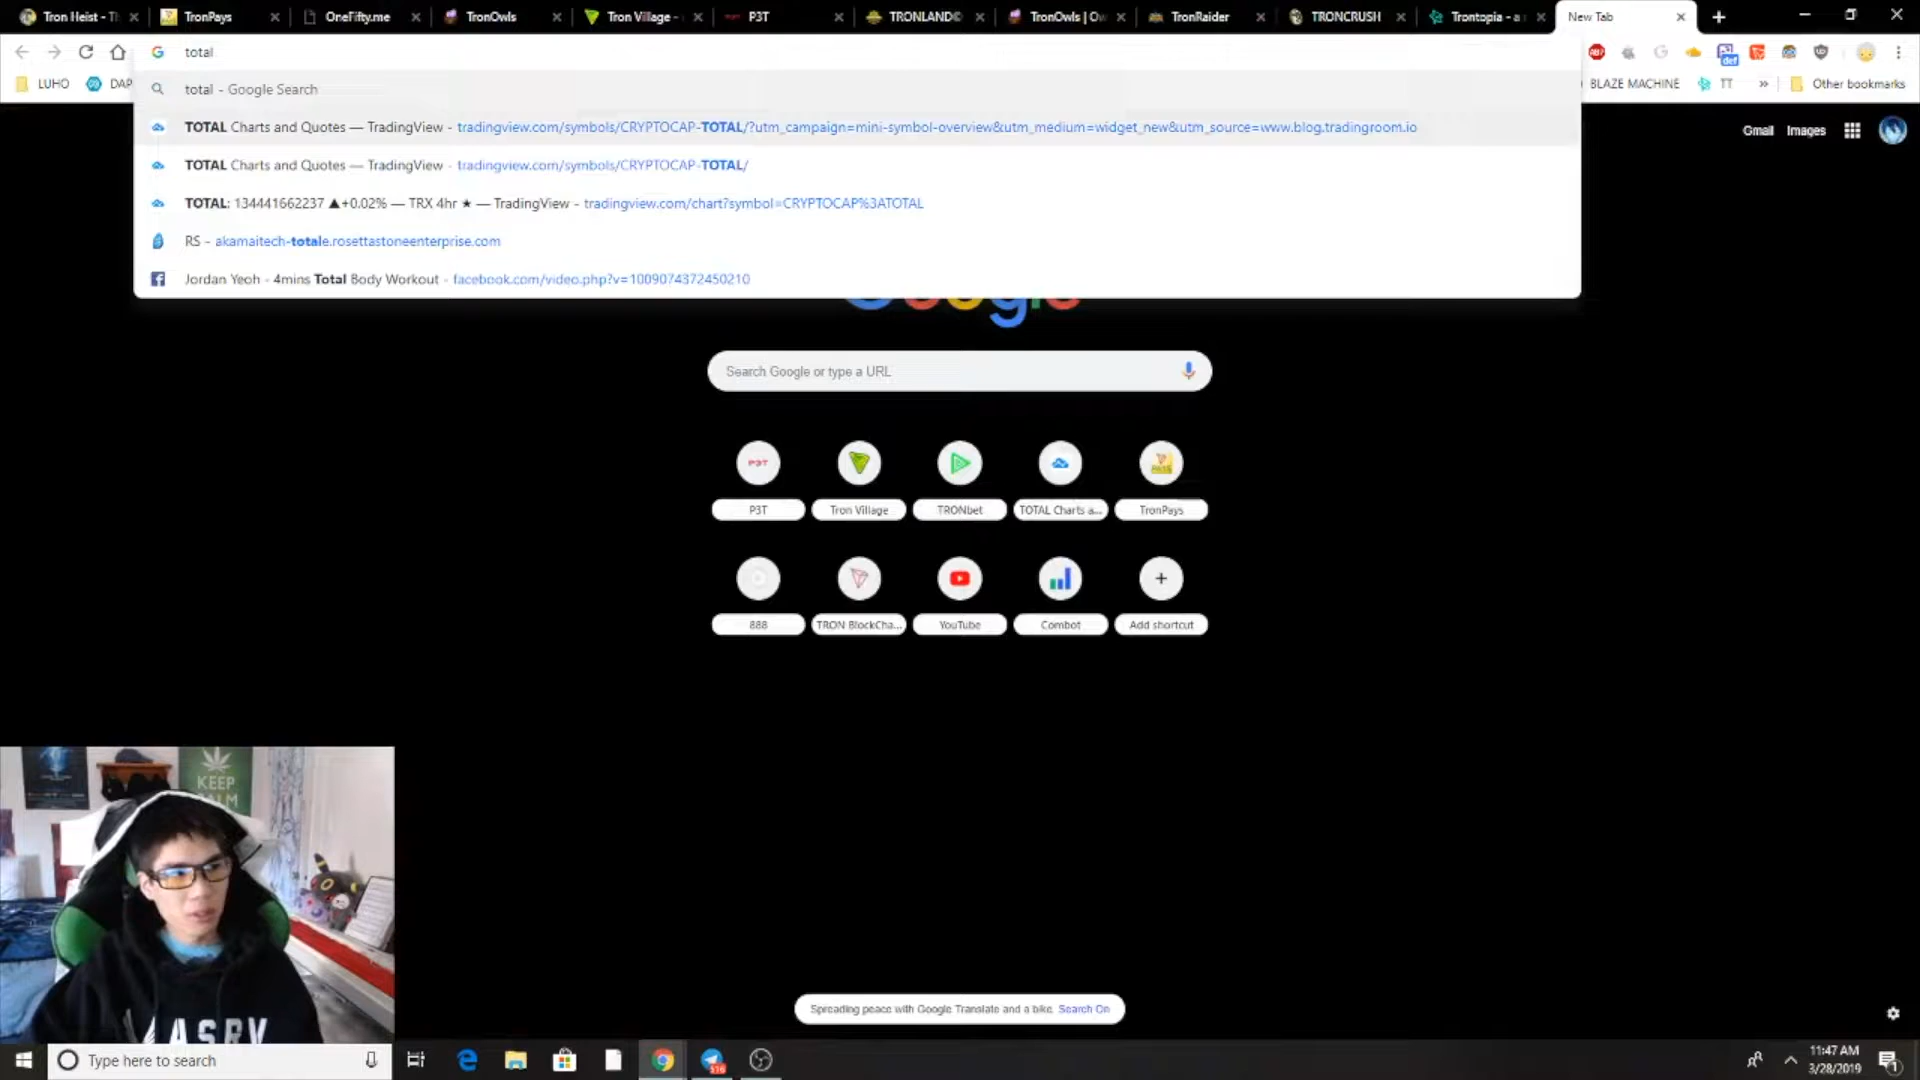 Tron Heist - T
TronPays
OneFifty.me
TronOwls
Tron Village -
P3T
TRONLAND©
TronOwls | Ow
TronRaider
TRONCRUSH
Trontopia - a
New Tab
total
LUHO
DAP
BLAZE MACHINE
TT
»
Other bookmarks
total - Google Search
TOTAL Charts and Quotes — TradingView - tradingview.com/symbols/CRYPTOCAP-TOTAL/?utm_campaign=mini-symbol-overview&utm_medium=widget_new&utm_source=www.blog.tradingroom.io
TOTAL Charts and Quotes — TradingView - tradingview.com/symbols/CRYPTOCAP-TOTAL/
TOTAL: 134441662237 ▲+0.02% — TRX 4hr ★ — TradingView - tradingview.com/chart?symbol=CRYPTOCAP%3ATOTAL
RS - akamaitech-totale.rosettastoneenterprise.com
Jordan Yeoh - 4mins Total Body Workout - facebook.com/video.php?v=1009074372450210
Gmail
Images
Google
Search Google or type a URL
P3T
P3T
Tron Village
TRONbet
TOTAL Charts a...
TronPays
888
TRON BlockCha...
YouTube
Combot
Add shortcut
KEEP
CALM
ASRV
Spreading peace with Google Translate and a bike. Search On
Type here to search
11:47 AM
3/28/2019